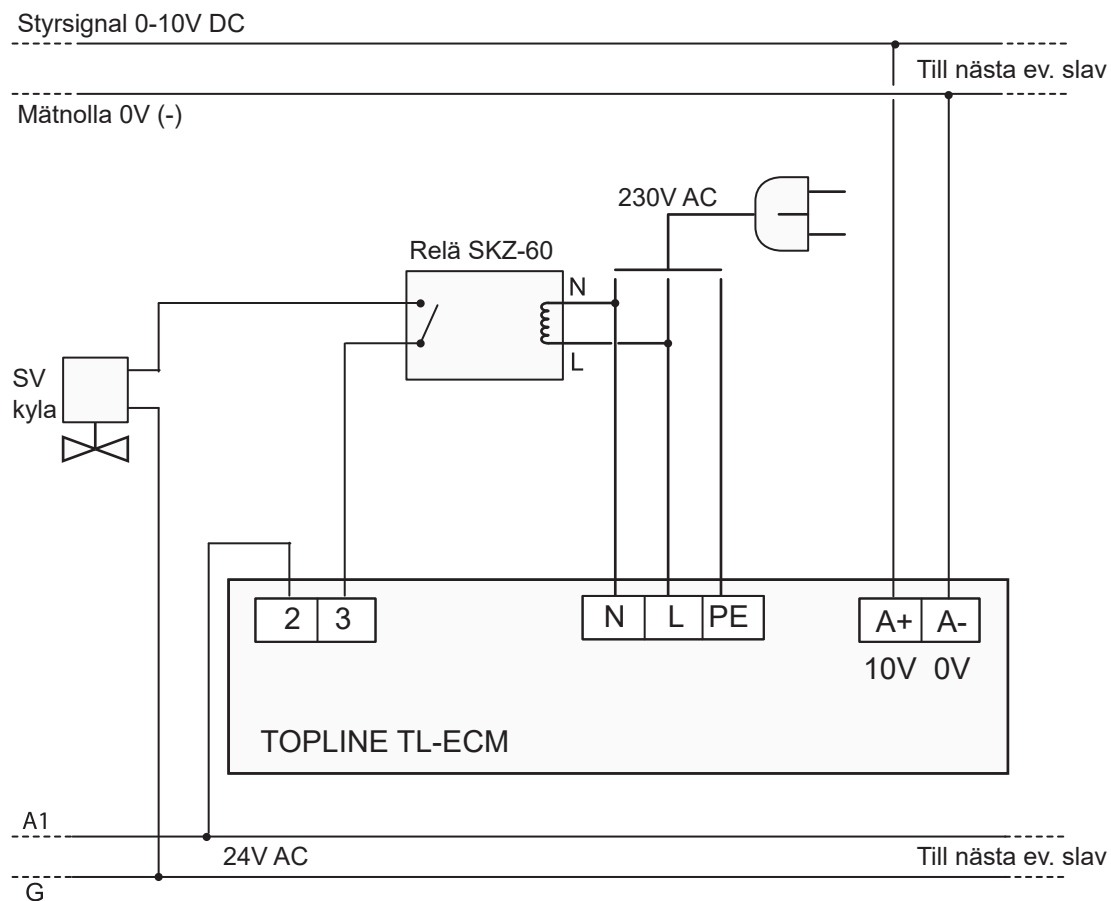 Styrsignal 0-10V DC
Till nästa ev. slav
Mätnolla 0V (-)
230V AC
Relä SKZ-60
N
L
SV
kyla
2 3
N L PE
A+ A-
10V 0V
TOPLINE TL-ECM
A1
24V AC
Till nästa ev. slav
G